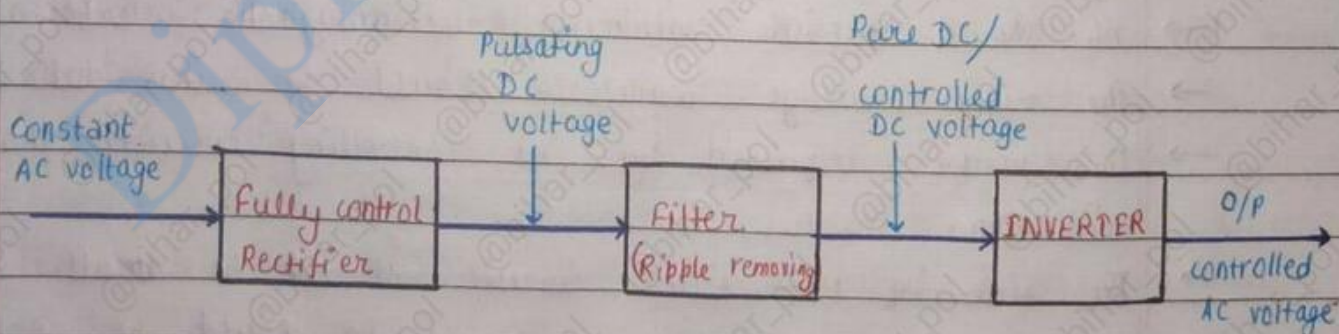 Constant
AC voltage
Fully control
Rectifier
Pulsating
DC
voltage
Filter
(Ripple removing
Pure DC/
controlled
DC voltage
INVERTER
O/P
controlled
AC voltage
@bihar_pol